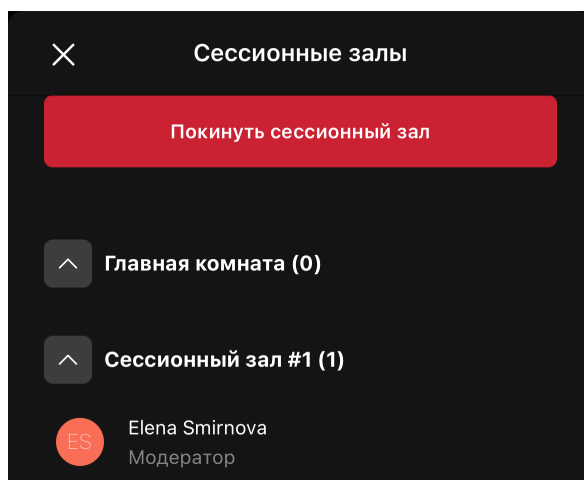 Сессионные залы
Покинуть сессионный зал
Главная комната (0)
Сессионный зал #1 (1)
Elena Smirnova
ES
Модератор